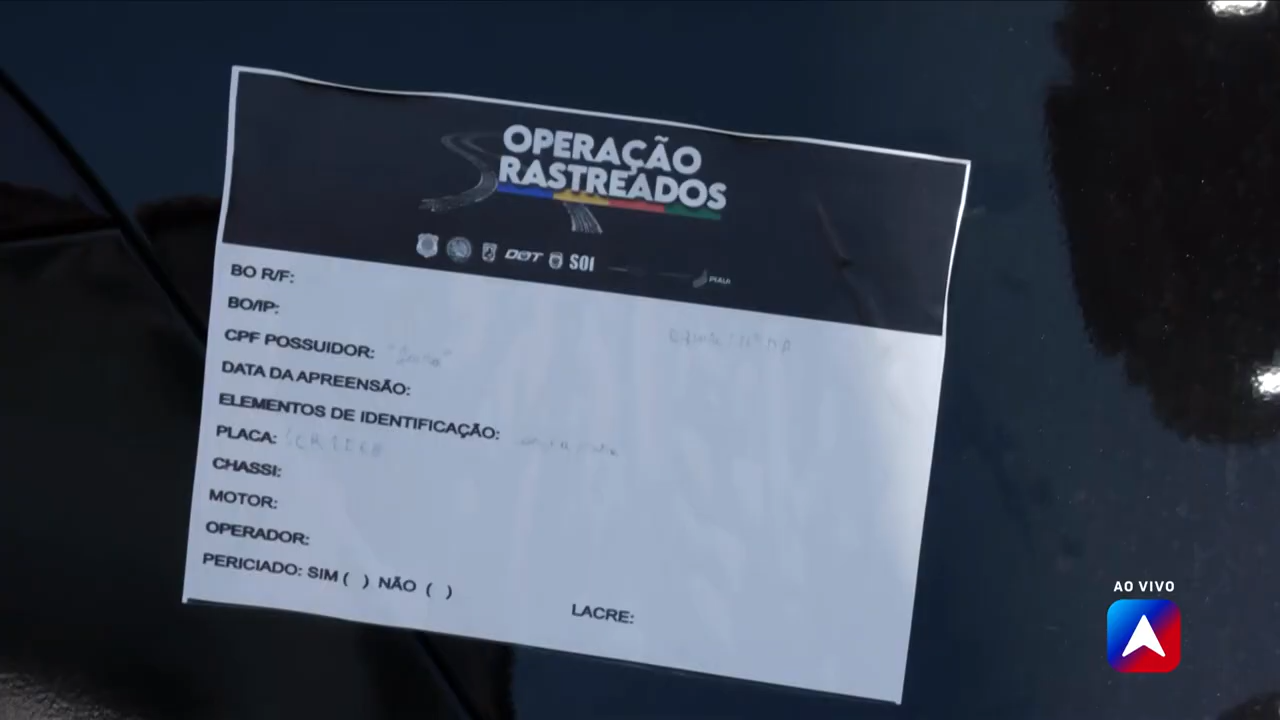 OPERAÇÃO
RASTREADOS
DOT SOI PIAUÍ
BO R/F:
BO/IP:
CPF POSSUIDOR:
DATA DA APREENSÃO:
ELEMENTOS DE IDENTIFICAÇÃO:
PLACA:
CHASSI:
MOTOR:
OPERADOR:
PERICIADO: SIM ( ) NÃO ( )
LACRE:
AO VIVO